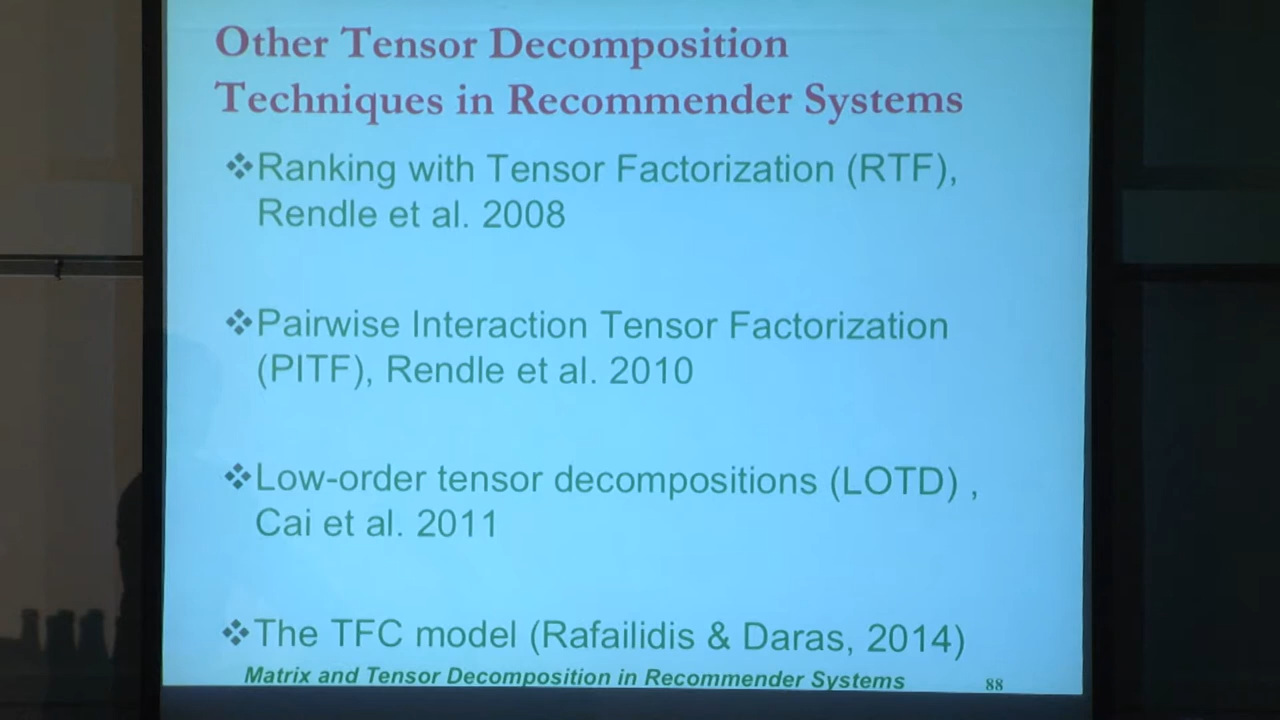 Other Tensor Decomposition
Techniques in Recommender Systems
❖Ranking with Tensor Factorization (RTF),
Rendle et al. 2008
❖Pairwise Interaction Tensor Factorization
(PITF), Rendle et al. 2010
❖Low-order tensor decompositions (LOTD) ,
Cai et al. 2011
❖The TFC model (Rafailidis & Daras, 2014)
Matrix and Tensor Decomposition in Recommender Systems
88